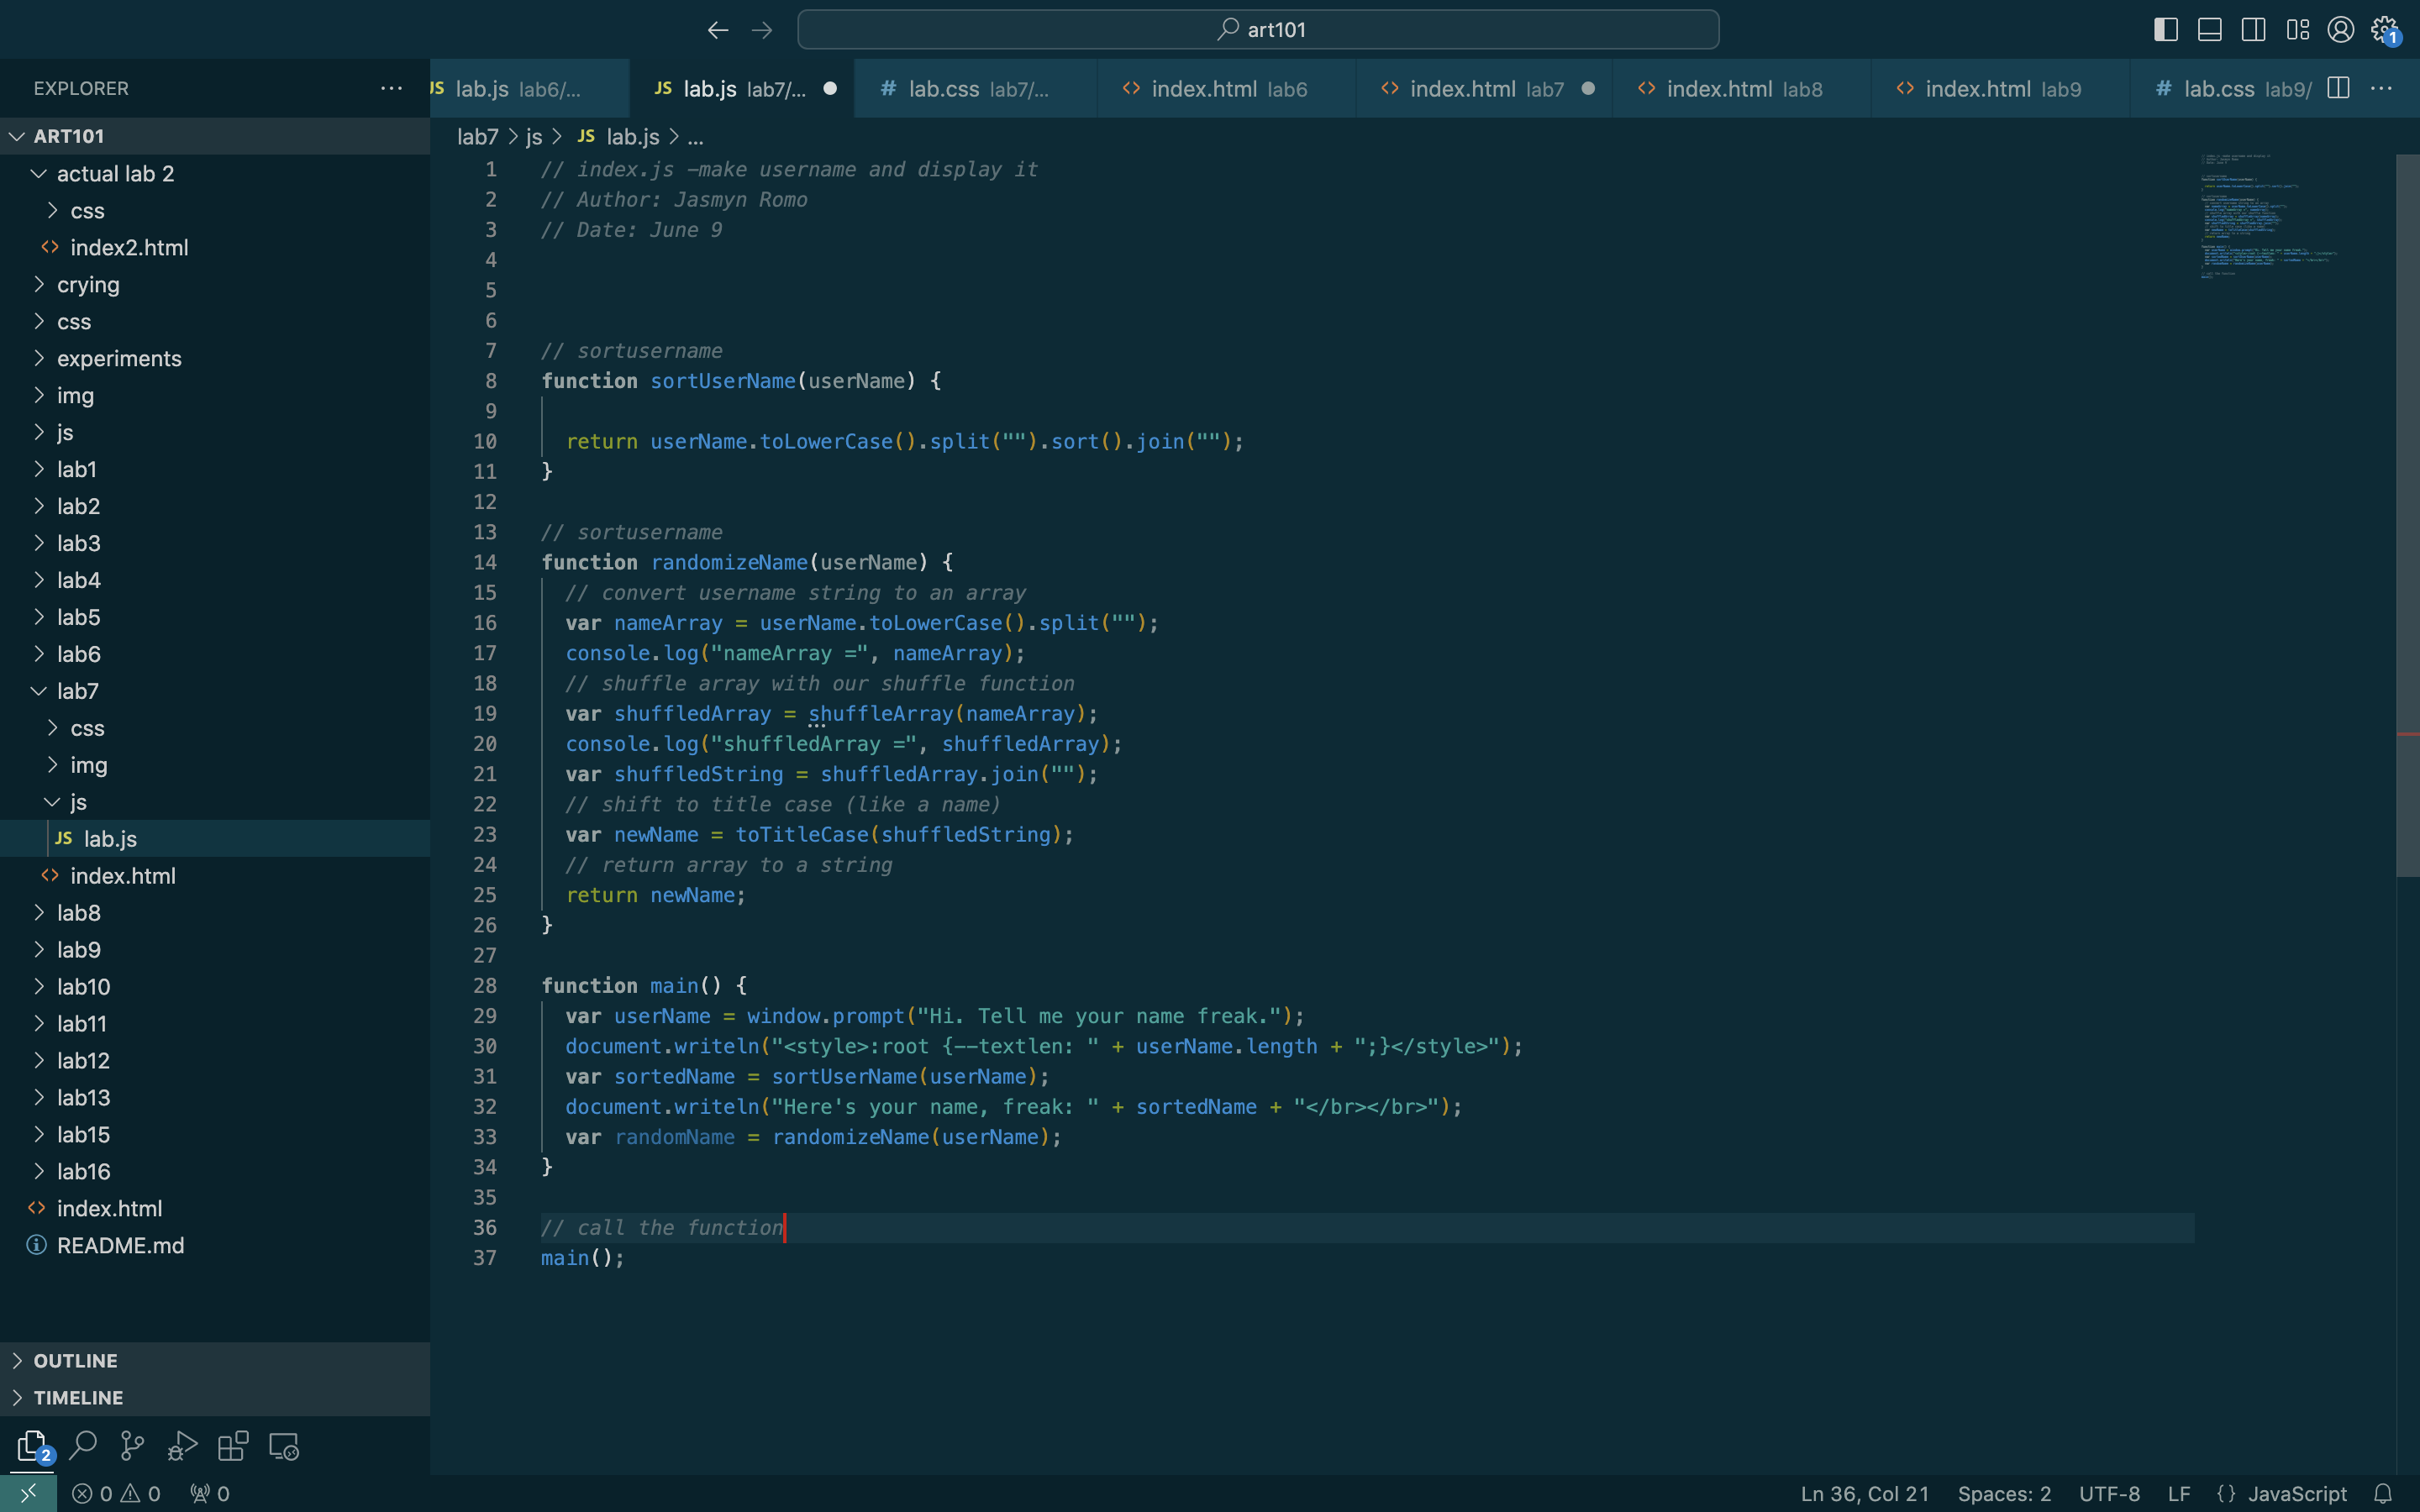 art101
1
EXPLORER
JS lab.js lab6/...
JS lab.js lab7/...
# lab.css lab7/...
<> index.html lab6
<> index.html lab7
<> index.html lab8
<> index.html lab9
# lab.css lab9/
ART101
actual lab 2
css
<> index2.html
crying
css
experiments
img
js
lab1
lab2
lab3
lab4
lab5
lab6
lab7
css
img
js
JS lab.js
<> index.html
lab8
lab9
lab10
lab11
lab12
lab13
lab15
lab16
<> index.html
README.md
OUTLINE
TIMELINE
2
lab7 > js > JS lab.js > ...
1 // index.js –make username and display it
2 // Author: Jasmyn Romo
3 // Date: June 9
4
5
6
7 // sortusername
8 function sortUserName(userName) {
9
10 return userName.toLowerCase().split("").sort().join("");
11 }
12
13 // sortusername
14 function randomizeName(userName) {
15 // convert username string to an array
16 var nameArray = userName.toLowerCase().split("");
17 console.log("nameArray =", nameArray);
18 // shuffle array with our shuffle function
19 var shuffledArray = shuffleArray(nameArray);
20 console.log("shuffledArray =", shuffledArray);
21 var shuffledString = shuffledArray.join("");
22 // shift to title case (like a name)
23 var newName = toTitleCase(shuffledString);
24 // return array to a string
25 return newName;
26 }
27
28 function main() {
29 var userName = window.prompt("Hi. Tell me your name freak.");
30 document.writeln("<style>:root {--textlen: " + userName.length + ";}</style>");
31 var sortedName = sortUserName(userName);
32 document.writeln("Here's your name, freak: " + sortedName + "</br></br>");
33 var randomName = randomizeName(userName);
34 }
35
36 // call the function
37 main();
0 0 0
Ln 36, Col 21 Spaces: 2 UTF-8 LF {} JavaScript